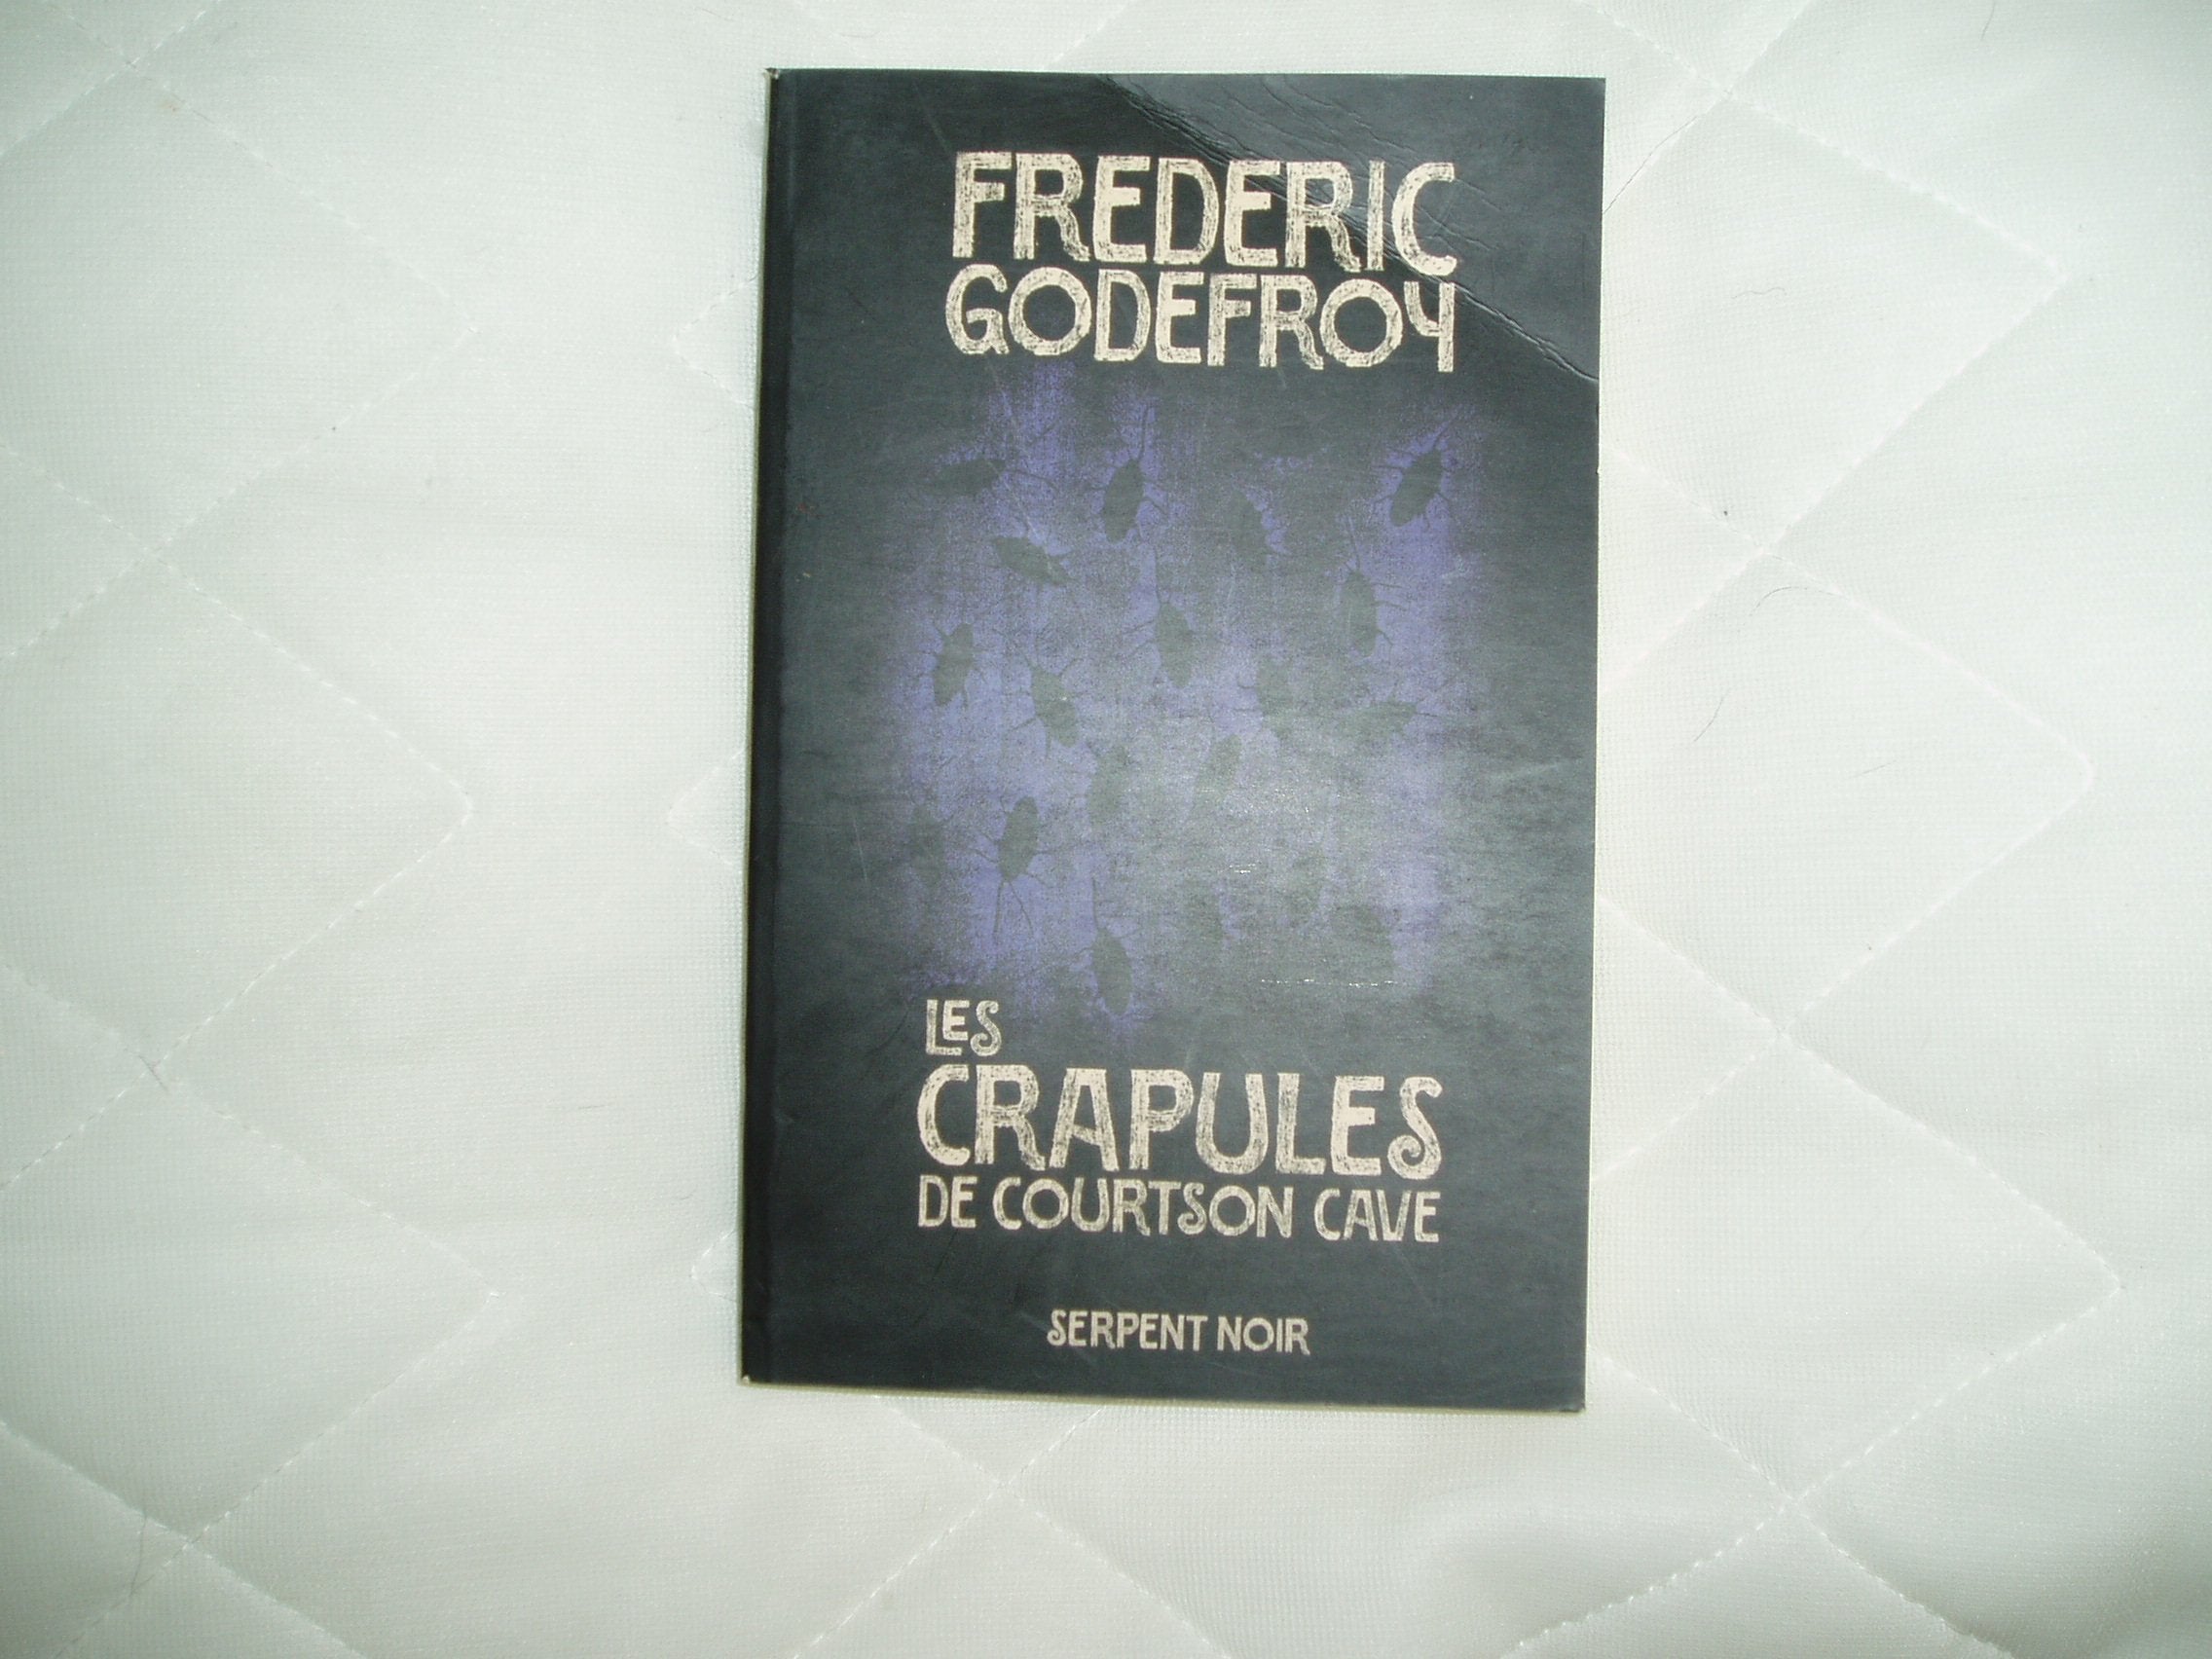 FREDERIC
GODEFROY
LES
CRAPULES
DE COURTSON CAVE
SERPENT NOIR